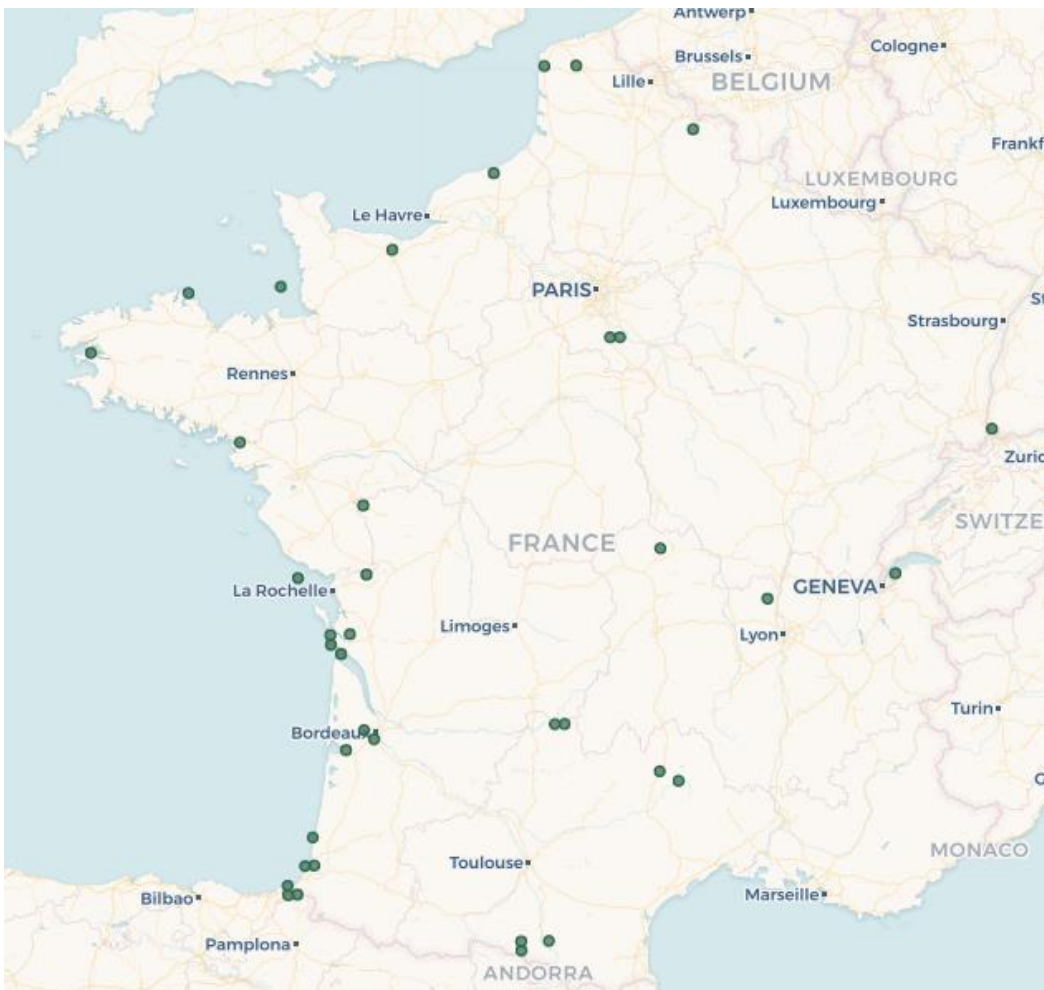 Antwerp
Cologne
Brussels
Lille
BELGIUM
Frankf
LUXEMBOURG
Luxembourg
Le Havre
PARIS
St
Strasbourg
Rennes
Zuric
SWITZE
FRANCE
GENEVA
La Rochelle
Limoges
Lyon
Turin
Bordeaux
G
MONACO
Toulouse
Marseille
Bilbao
Pamplona
ANDORRA